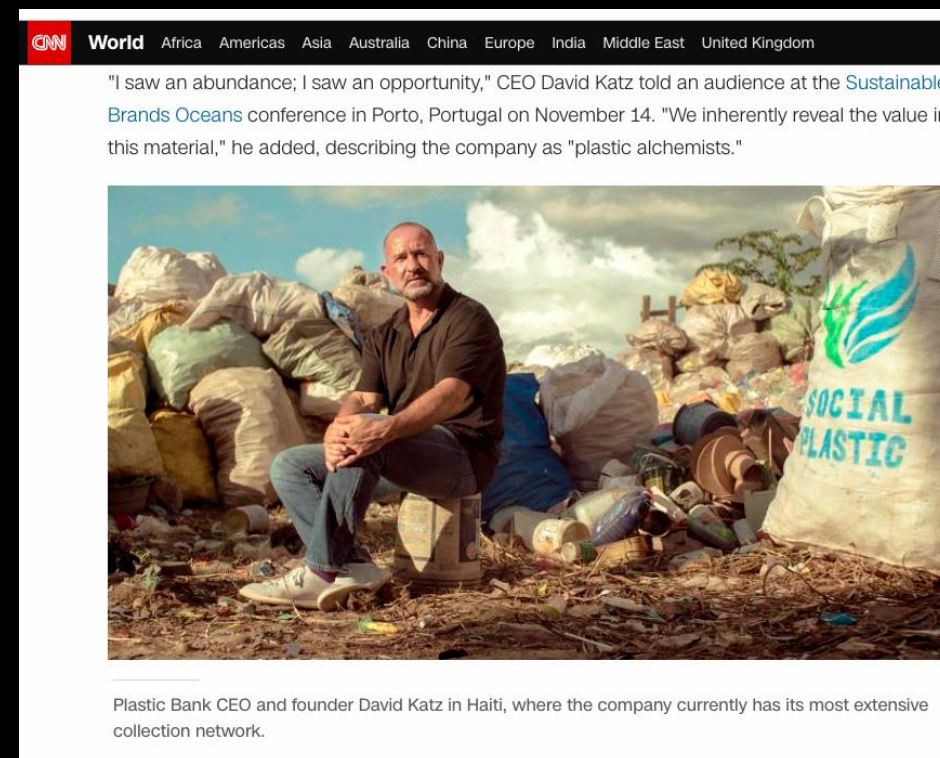 CNN World Africa Americas Asia Australia China Europe India Middle East United Kingdom
"I saw an abundance; I saw an opportunity," CEO David Katz told an audience at the Sustainable
Brands Oceans conference in Porto, Portugal on November 14. "We inherently reveal the value in
this material," he added, describing the company as "plastic alchemists."
SOCIAL
PLASTIC
Plastic Bank CEO and founder David Katz in Haiti, where the company currently has its most extensive
collection network.